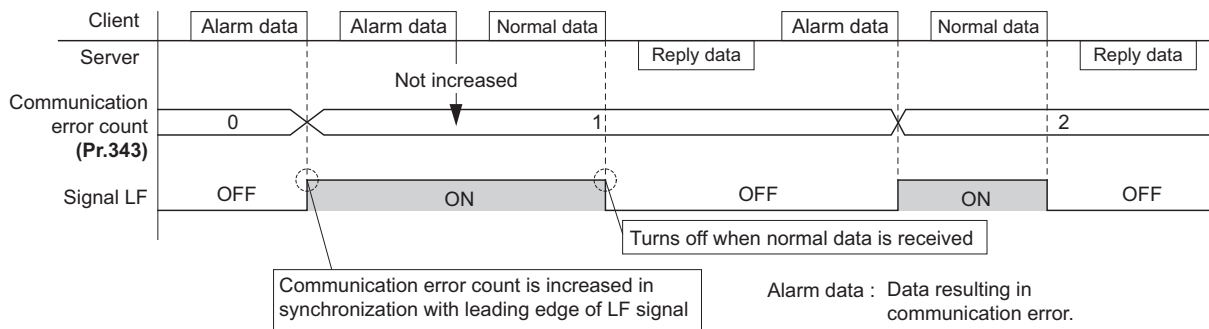 Client
Alarm data
Alarm data
Normal data
Alarm data
Normal data
Server
Reply data
Reply data
Not increased
Communication
error count
(Pr.343)
0
1
2
Signal LF
OFF
ON
OFF
ON
OFF
Turns off when normal data is received
Communication error count is increased in
synchronization with leading edge of LF signal
Alarm data : Data resulting in
communication error.